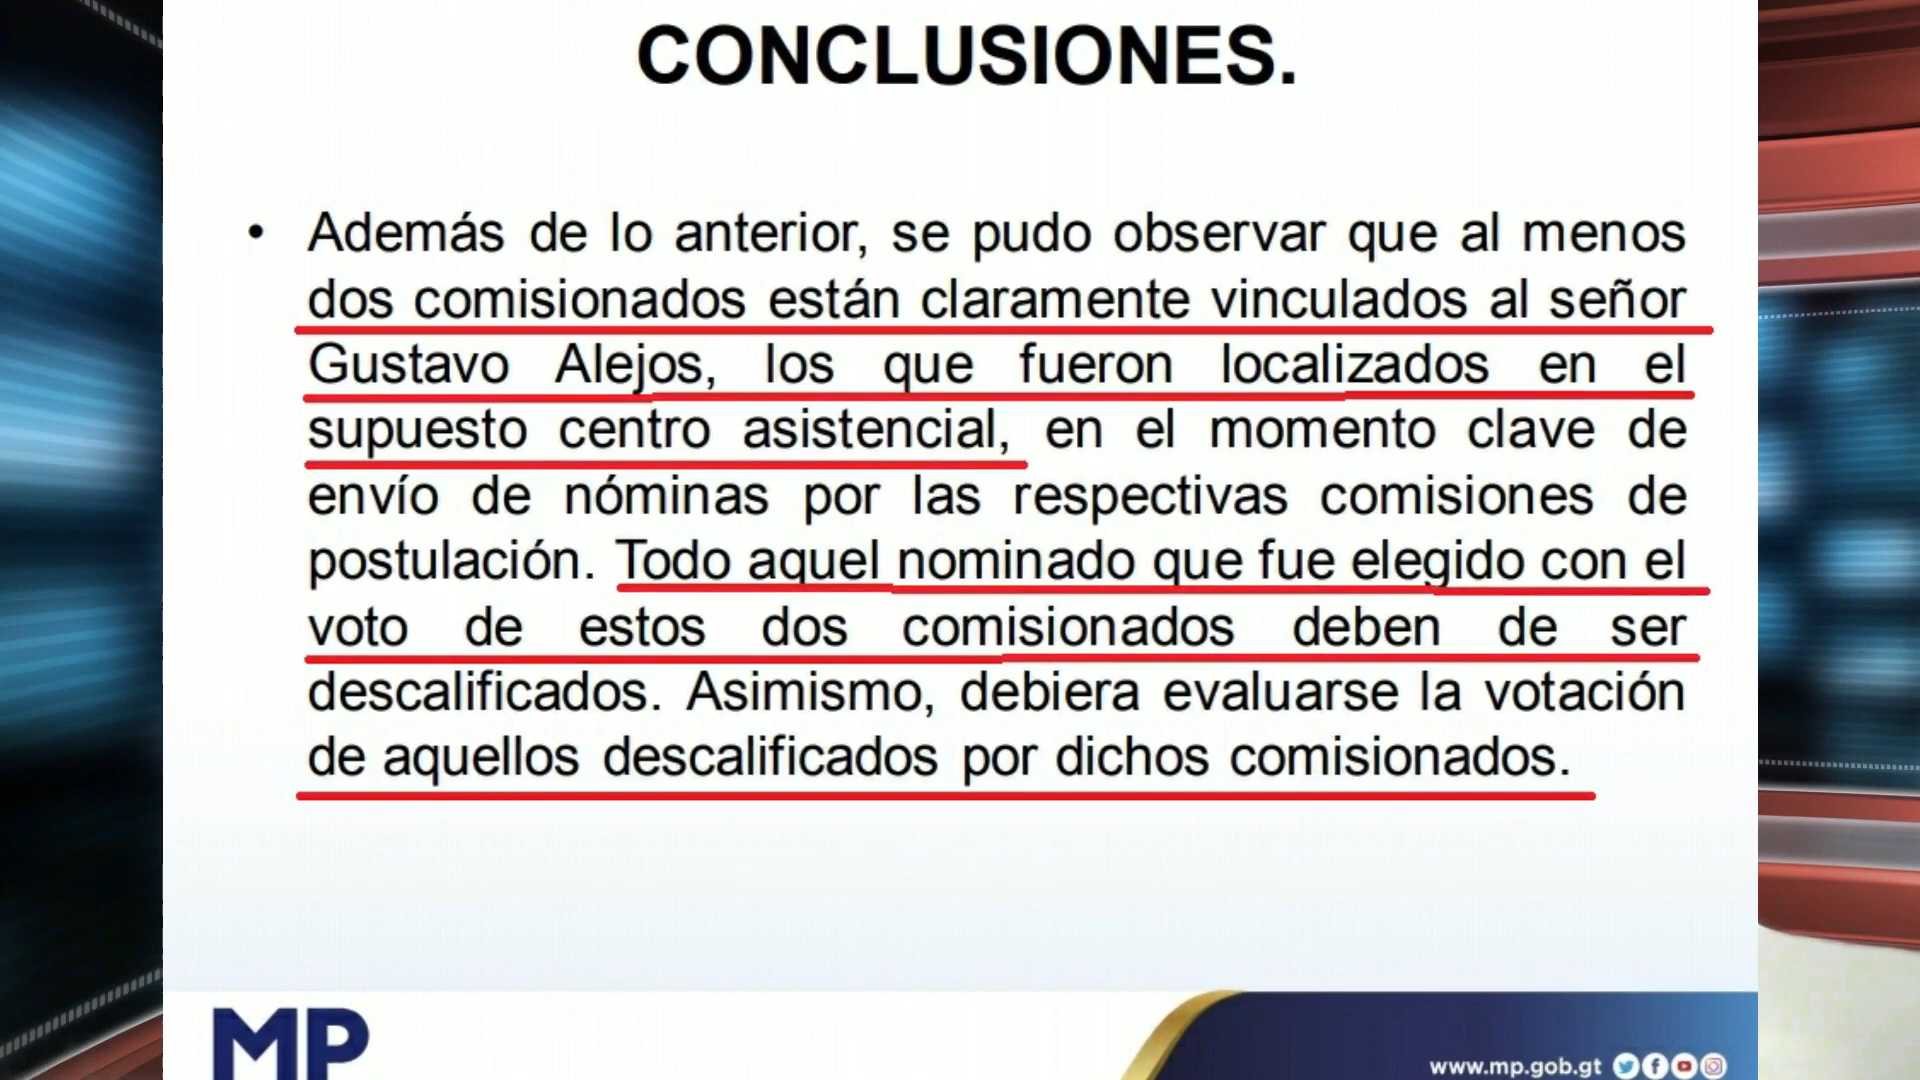 CONCLUSIONES.
• Además de lo anterior, se pudo observar que al menos
dos comisionados están claramente vinculados al señor
Gustavo Alejos, los que fueron localizados en el
supuesto centro asistencial, en el momento clave de
envío de nóminas por las respectivas comisiones de
postulación. Todo aquel nominado que fue elegido con el
voto de estos dos comisionados deben de ser
descalificados. Asimismo, debiera evaluarse la votación
de aquellos descalificados por dichos comisionados.
MP
www.mp.gob.gt